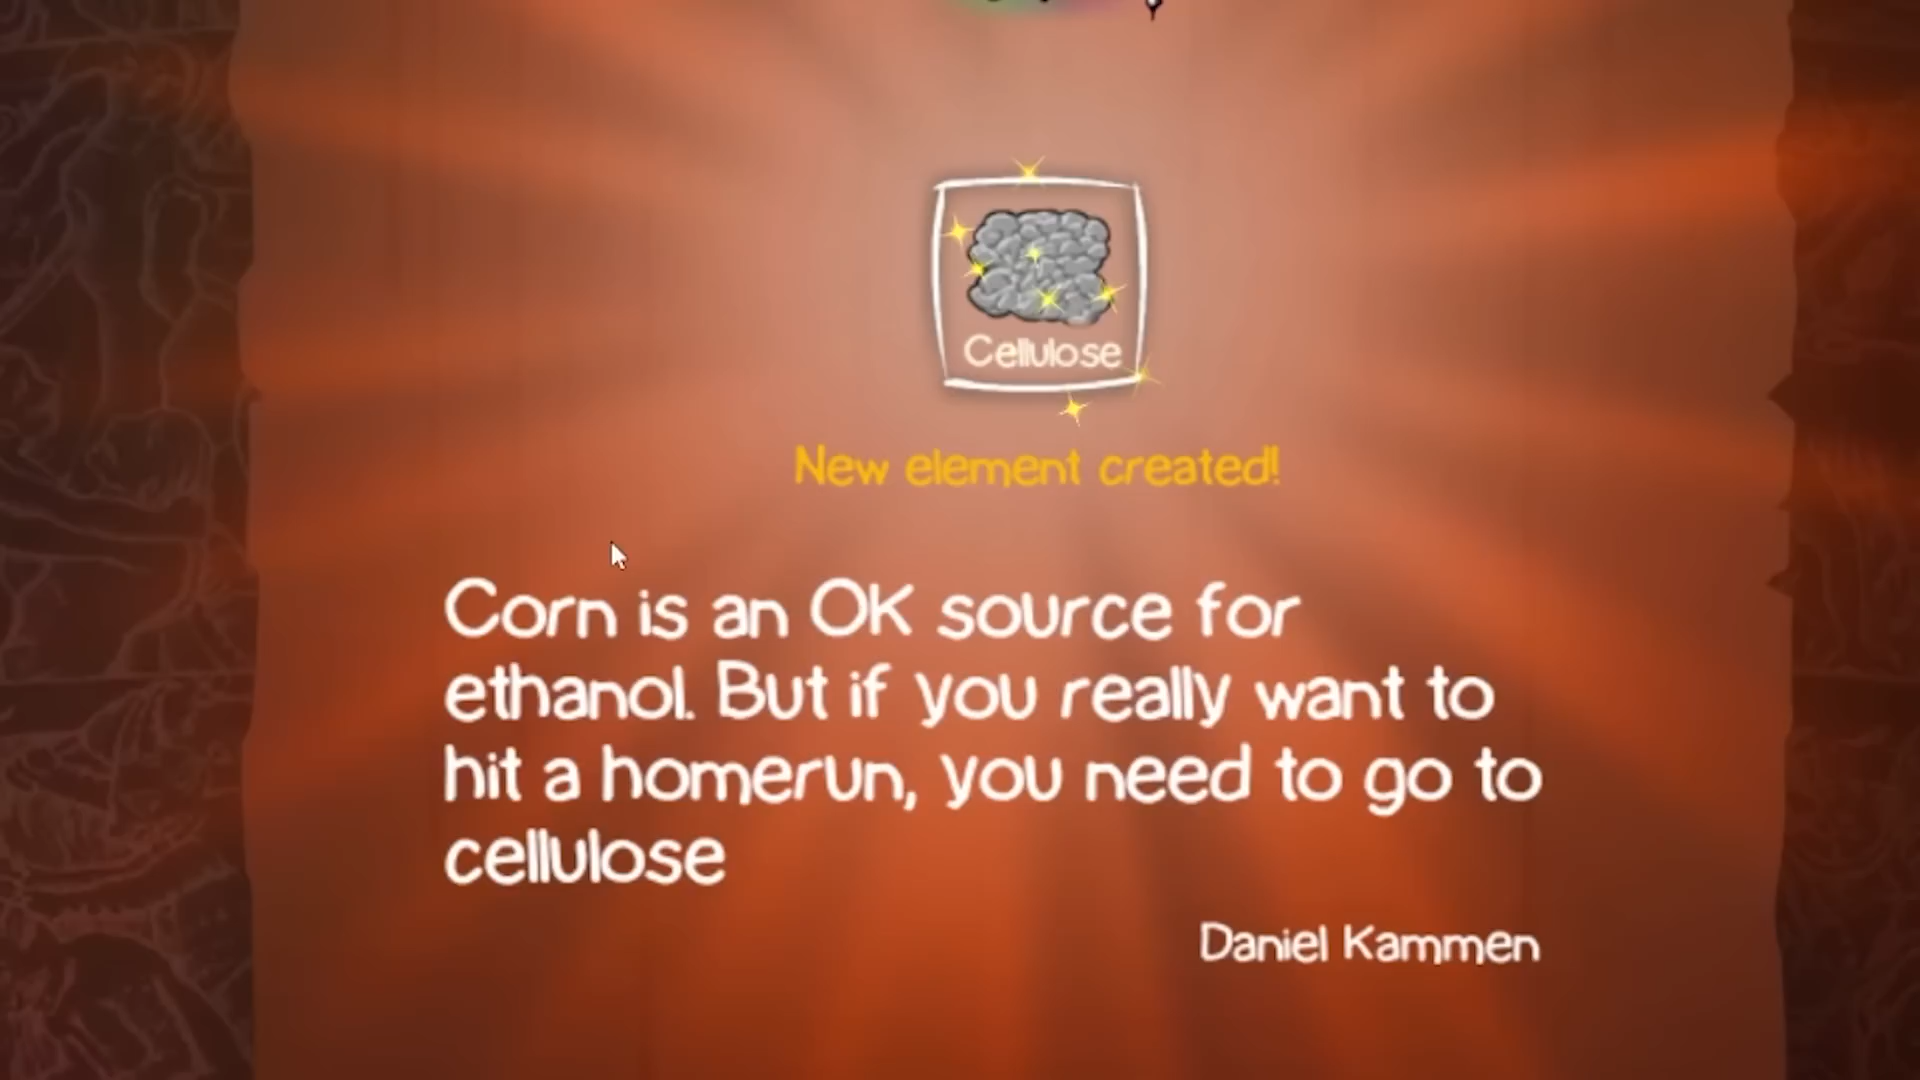 Cellulose
New element created!
Corn is an OK source for
ethanol. But if you really want to
hit a homerun, you need to go to
cellulose
Daniel Kammen